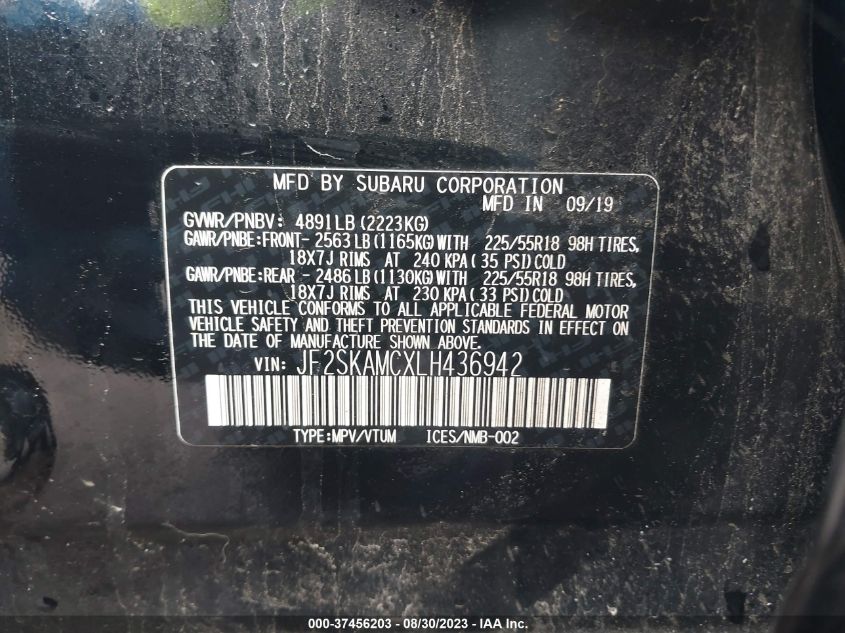 MFD BY SUBARU CORPORATION
MFD IN 09/19
GVWR/PNBV: 4891LB (2223KG)
GAWR/PNBE:FRONT- 2563LB(1165KG)WITH 225/55R18 98H TIRES,
18X7J RIMS AT 240 KPA(35 PSI)COLD
GAWR/PNBE:REAR - 2486LB(1130KG)WITH 225/55R18 98H TIRES,
18X7J RIMS AT 230 KPA(33 PSI)COLD
THIS VEHICLE CONFORMS TO ALL APPLICABLE FEDERAL MOTOR
VEHICLE SAFETY AND THEFT PREVENTION STANDARDS IN EFFECT ON
THE DATE OF MANUFACTURE SHOWN ABOVE.
VIN: JF2SKAMCXLH436942
TYPE:MPV/VTUM ICES/NMB-002
000-37456203 - 08/30/2023 - IAA Inc.